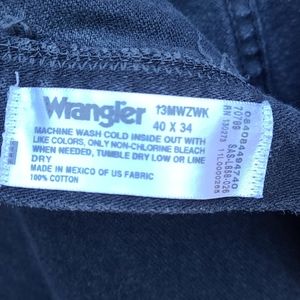 Wrangler 13MWZWK
40 X 34
MACHINE WASH COLD INSIDE OUT WITH
LIKE COLORS, ONLY NON-CHLORINE BLEACH
WHEN NEEDED, TUMBLE DRY LOW OR LINE
DRY
MADE IN MEXICO OF US FABRIC
100% COTTON